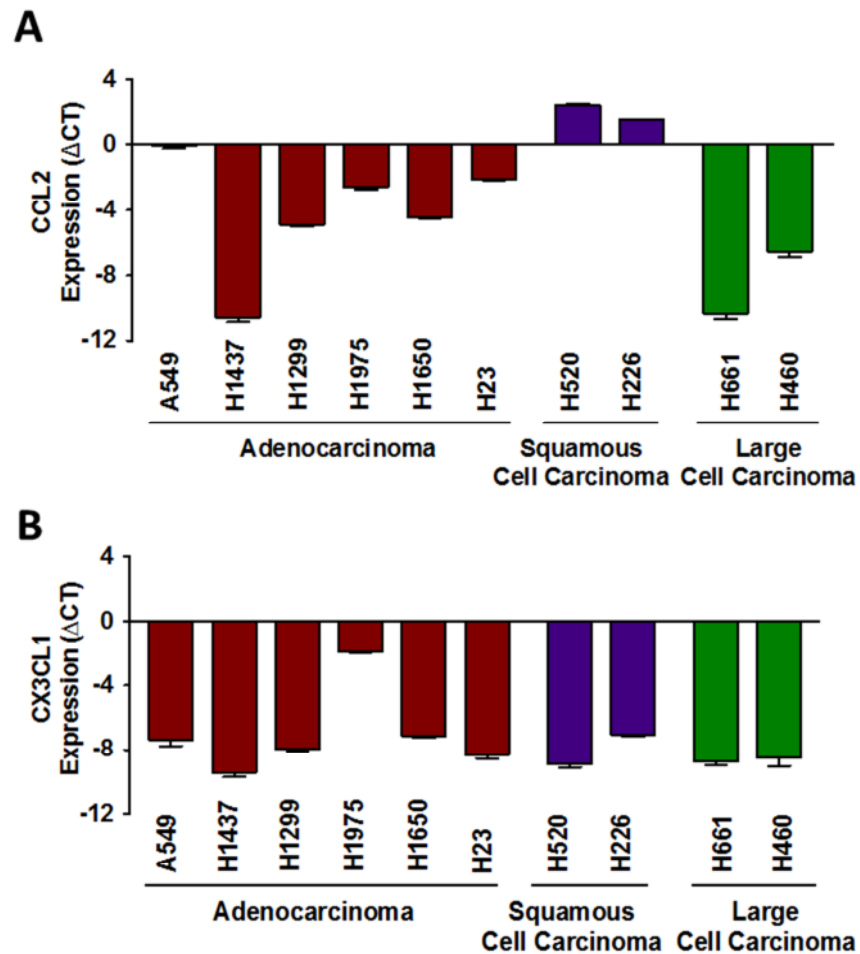 A
CCL2
Expression (ΔCT)
4
0
-4
-8
-12
A549
H1437
H1299
H1975
H1650
H23
H520
H226
H661
H460
Adenocarcinoma
Squamous
Cell Carcinoma
Large
Cell Carcinoma
B
CX3CL1
Expression (ΔCT)
4
0
-4
-8
-12
A549
H1437
H1299
H1975
H1650
H23
H520
H226
H661
H460
Adenocarcinoma
Squamous
Cell Carcinoma
Large
Cell Carcinoma